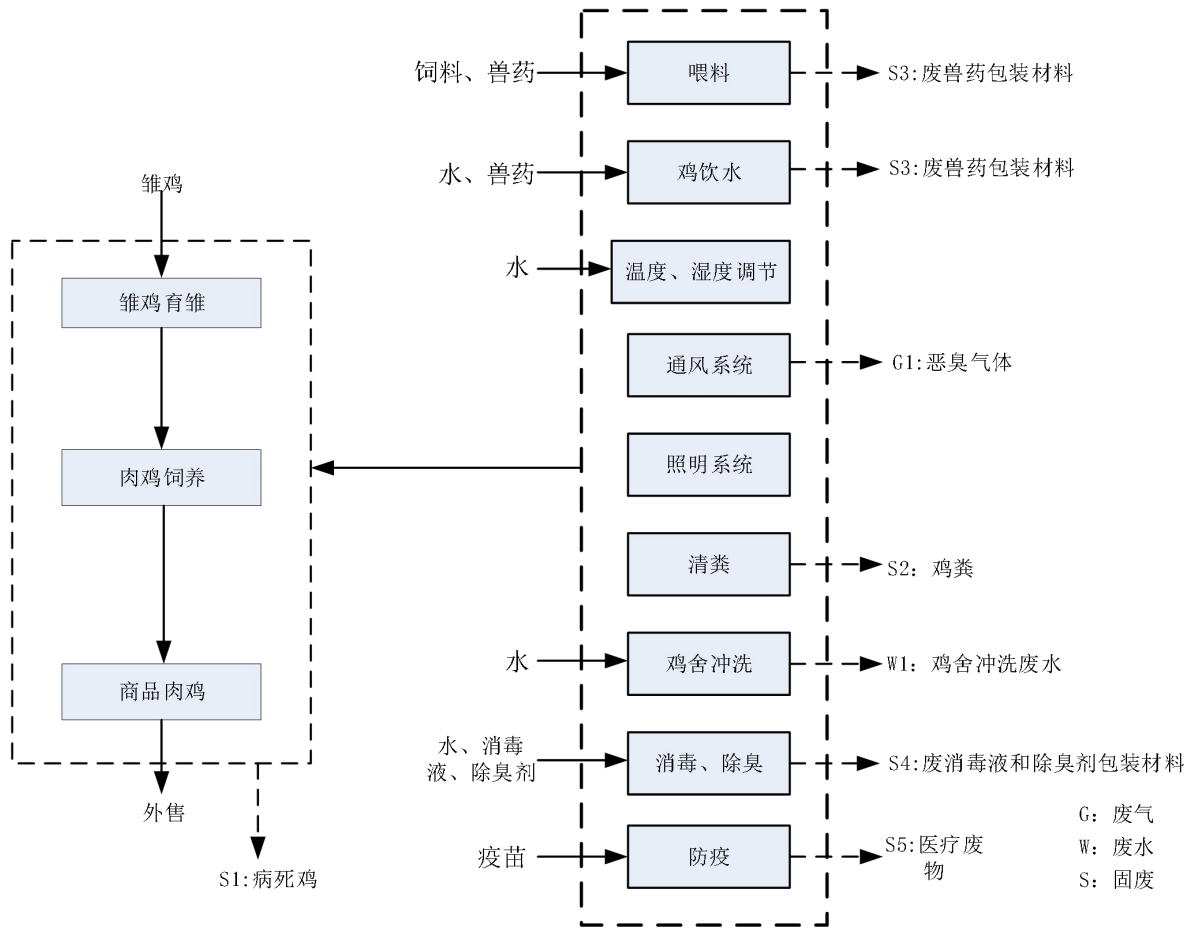 饲料、兽药
喂料
S3:废兽药包装材料
水、兽药
鸡饮水
S3:废兽药包装材料
雏鸡
水
温度、湿度调节
雏鸡育雏
通风系统
G1:恶臭气体
肉鸡饲养
照明系统
清粪
S2：鸡粪
水
鸡舍冲洗
W1：鸡舍冲洗废水
商品肉鸡
水、消毒
液、除臭剂
消毒、除臭
S4:废消毒液和除臭剂包装材料
外售
S1:病死鸡
疫苗
防疫
S5:医疗废
物
G：废气
W：废水
S：固废